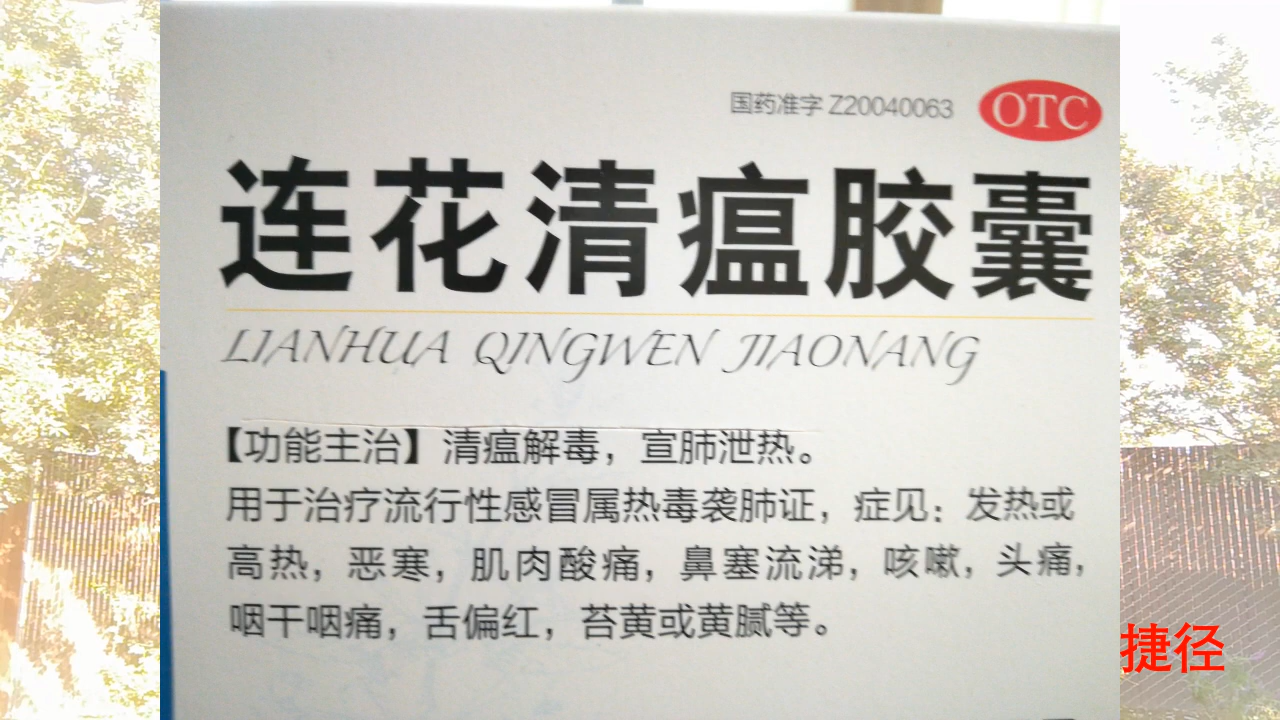 国药准字 Z20040063 OTC
连花清瘟胶囊
LIANHUA QINGWEN JIAONANG
【功能主治】清瘟解毒，宣肺泄热。
用于治疗流行性感冒属热毒袭肺证，症见：发热或
高热，恶寒，肌肉酸痛，鼻塞流涕，咳嗽，头痛，
咽干咽痛，舌偏红，苔黄或黄腻等。
捷径